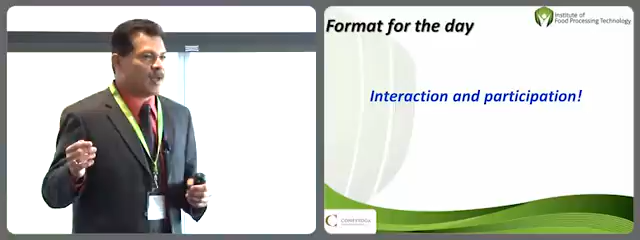 Format for the day
Institute of
Food Processing Technology
Interaction and participation!